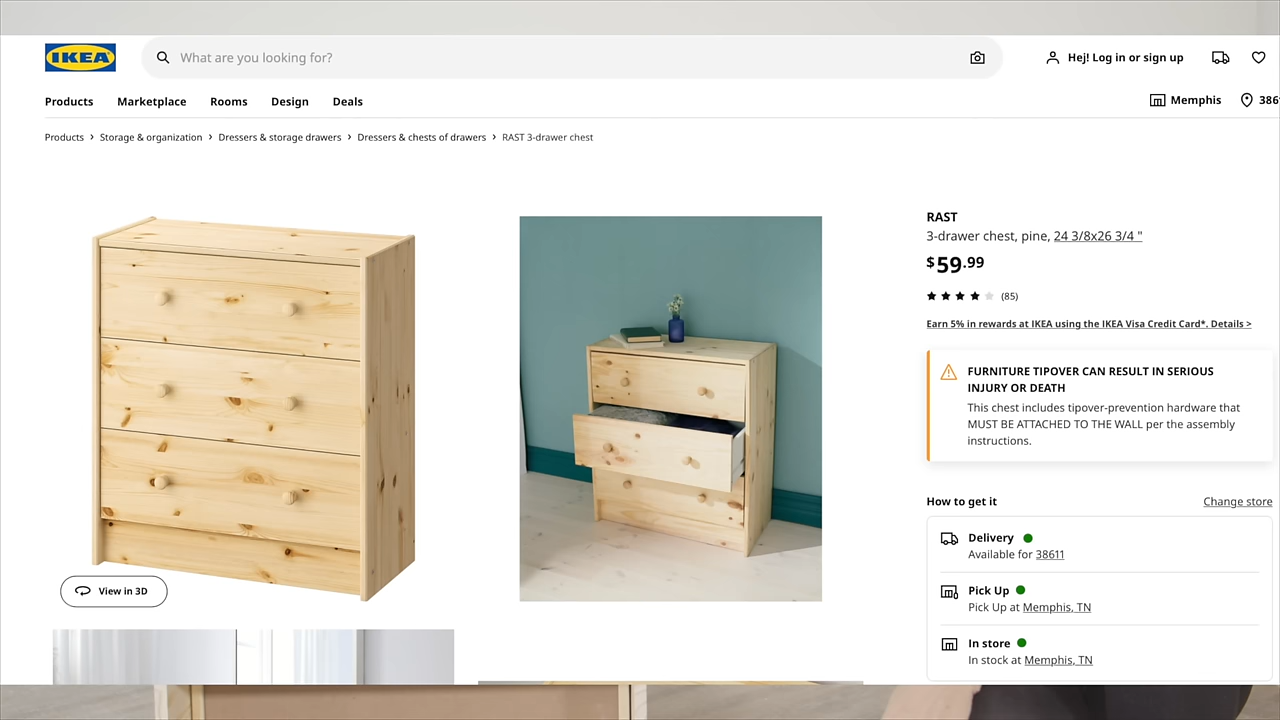 IKEA
What are you looking for?
Hej! Log in or sign up
Products Marketplace Rooms Design Deals
Memphis
Products › Storage & organization › Dressers & storage drawers › Dressers & chests of drawers › RAST 3-drawer chest
RAST
3-drawer chest, pine, 24 3/8x26 3/4 "
$59.99
(85)
Earn 5% in rewards at IKEA using the IKEA Visa Credit Card*. Details >
FURNITURE TIPOVER CAN RESULT IN SERIOUS
INJURY OR DEATH
This chest includes tipover-prevention hardware that
MUST BE ATTACHED TO THE WALL per the assembly
instructions.
How to get it
Change store
Delivery
Available for 38611
Pick Up
Pick Up at Memphis, TN
In store
In stock at Memphis, TN
View in 3D